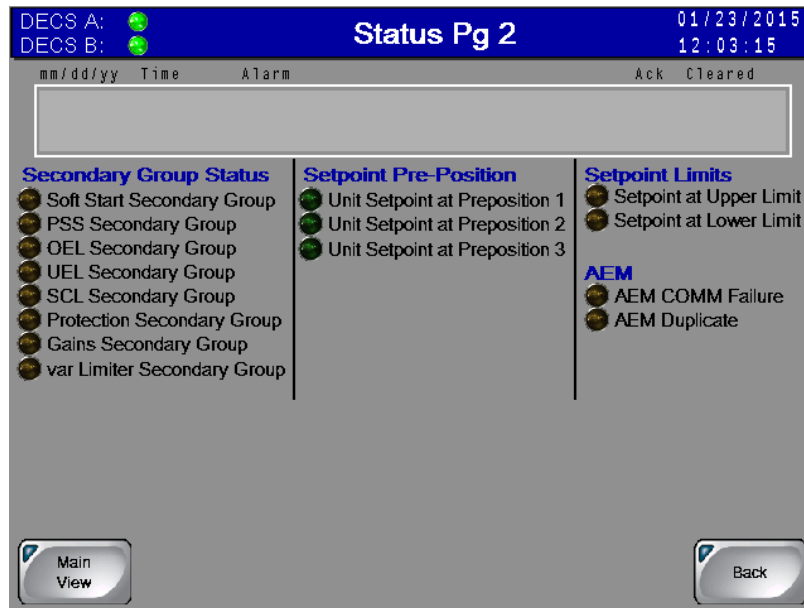 DECS A:
DECS B:
Status Pg 2
01/23/2015
12:03:15
mm/dd/yy Time Alarm Ack Cleared
Secondary Group Status
Soft Start Secondary Group
PSS Secondary Group
OEL Secondary Group
UEL Secondary Group
SCL Secondary Group
Protection Secondary Group
Gains Secondary Group
var Limiter Secondary Group
Setpoint Pre-Position
Unit Setpoint at Preposition 1
Unit Setpoint at Preposition 2
Unit Setpoint at Preposition 3
Setpoint Limits
Setpoint at Upper Limit
Setpoint at Lower Limit
AEM
AEM COMM Failure
AEM Duplicate
Main
View
Back